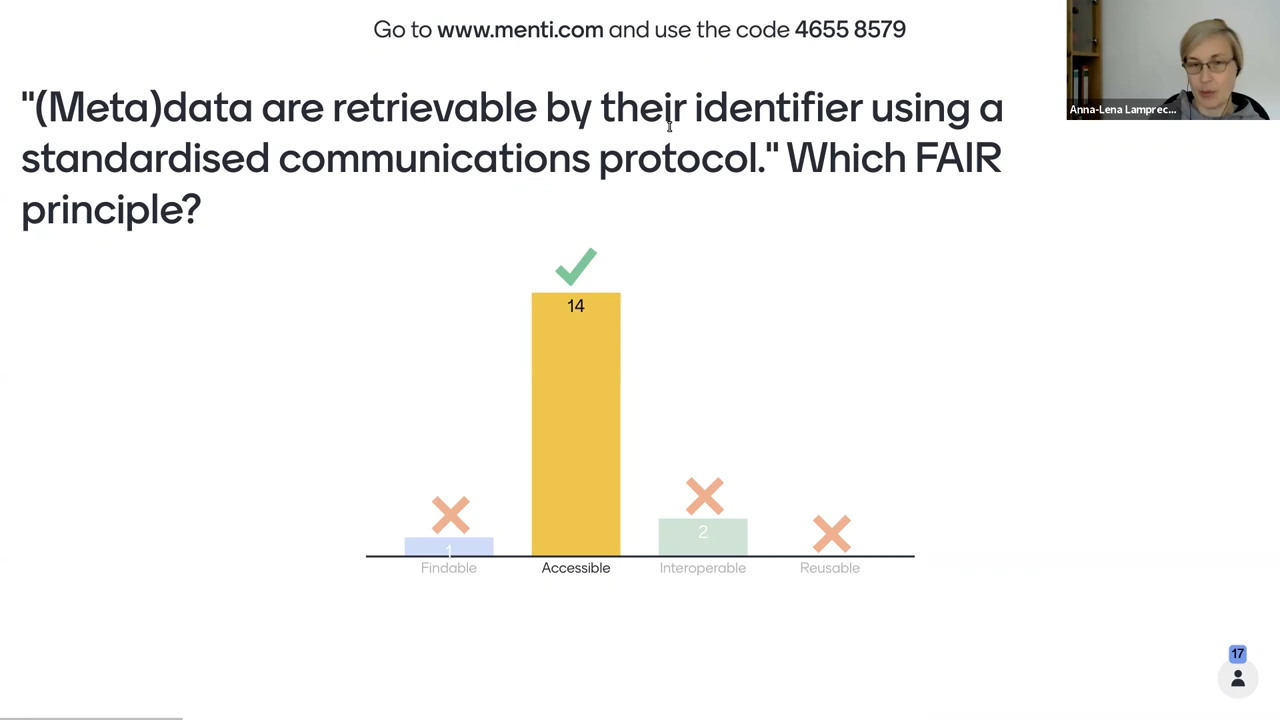 Go to www.menti.com and use the code 4655 8579
Anna-Lena Lamprec...
"(Meta)data are retrievable by their identifier using a
standardised communications protocol." Which FAIR
principle?
14
2
1
Findable Accessible Interoperable Reusable
17